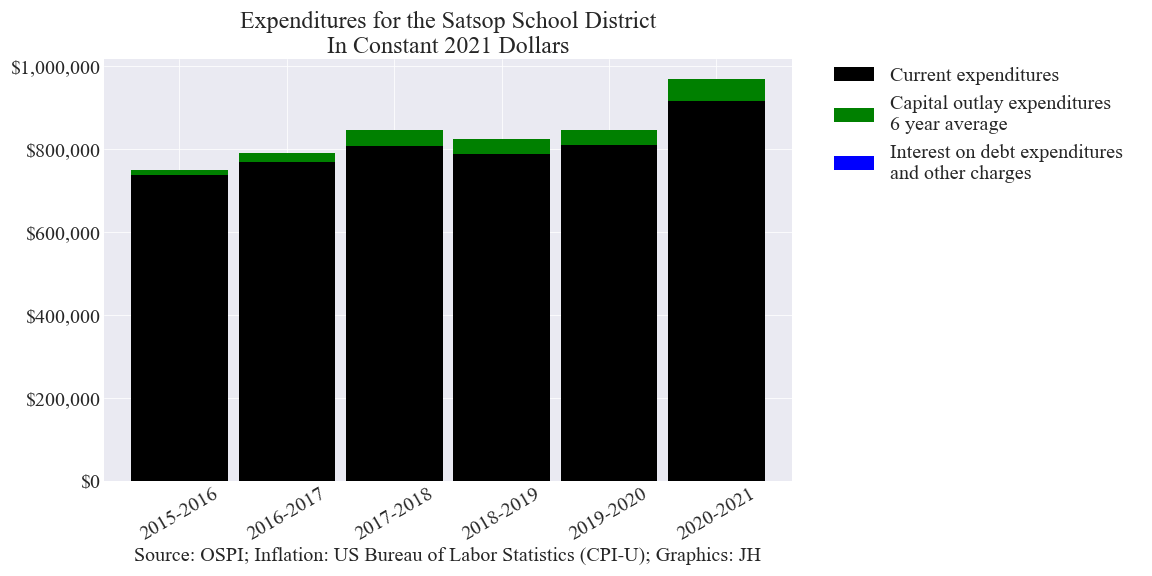 Expenditures for the Satsop School District
In Constant 2021 Dollars
$1,000,000
$800,000
$600,000
$400,000
$200,000
$0
2015-2016
2016-2017
2017-2018
2018-2019
2019-2020
2020-2021
Source: OSPI; Inflation: US Bureau of Labor Statistics (CPI-U); Graphics: JH
Current expenditures
Capital outlay expenditures
6 year average
Interest on debt expenditures
and other charges